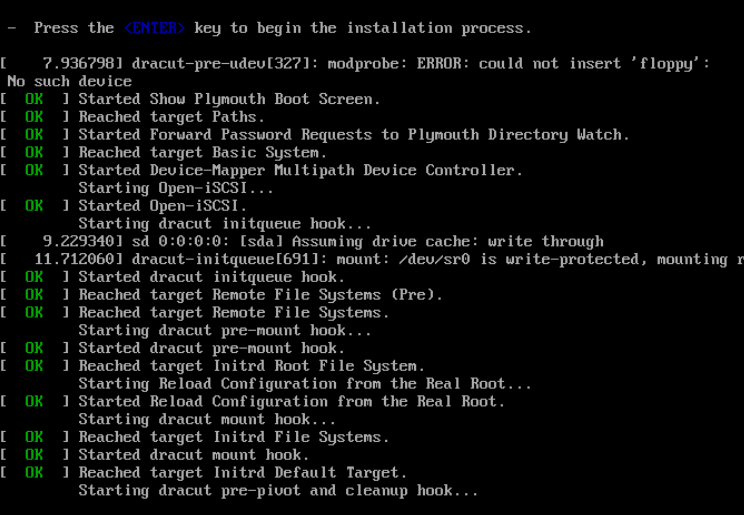 -  Press the <ENTER> key to begin the installation process.
[    7.936798] dracut-pre-udev[327]: modprobe: ERROR: could not insert 'floppy':
 No such device
[  OK  ] Started Show Plymouth Boot Screen.
[  OK  ] Reached target Paths.
[  OK  ] Started Forward Password Requests to Plymouth Directory Watch.
[  OK  ] Reached target Basic System.
[  OK  ] Started Device-Mapper Multipath Device Controller.
         Starting Open-iSCSI...
[  OK  ] Started Open-iSCSI.
         Starting dracut initqueue hook...
[    9.229340] sd 0:0:0:0: [sda] Assuming drive cache: write through
[   11.712060] dracut-initqueue[691]: mount: /dev/sr0 is write-protected, mounting r
[  OK  ] Started dracut initqueue hook.
[  OK  ] Reached target Remote File Systems (Pre).
[  OK  ] Reached target Remote File Systems.
         Starting dracut pre-mount hook...
[  OK  ] Started dracut pre-mount hook.
[  OK  ] Reached target Initrd Root File System.
         Starting Reload Configuration from the Real Root...
[  OK  ] Started Reload Configuration from the Real Root.
         Starting dracut mount hook...
[  OK  ] Reached target Initrd File Systems.
[  OK  ] Started dracut mount hook.
[  OK  ] Reached target Initrd Default Target.
         Starting dracut pre-pivot and cleanup hook...